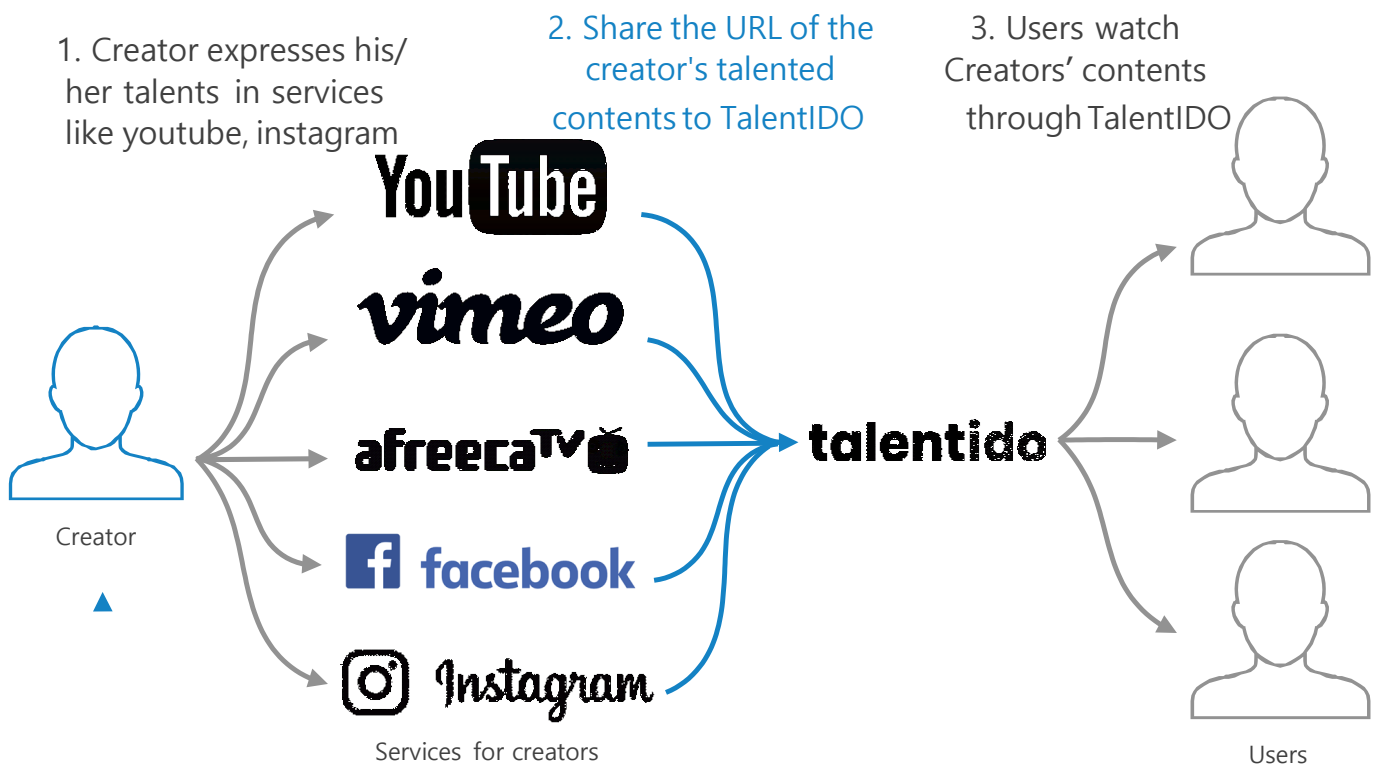 1. Creator expresses his/
her talents in services
like youtube, instagram
2. Share the URL of the
creator's talented
contents to TalentIDO
3. Users watch
Creators’ contents
through TalentIDO
YouTube
vimeo
afreecaTV
f facebook
Instagram
talentido
Creator
Services for creators
Users